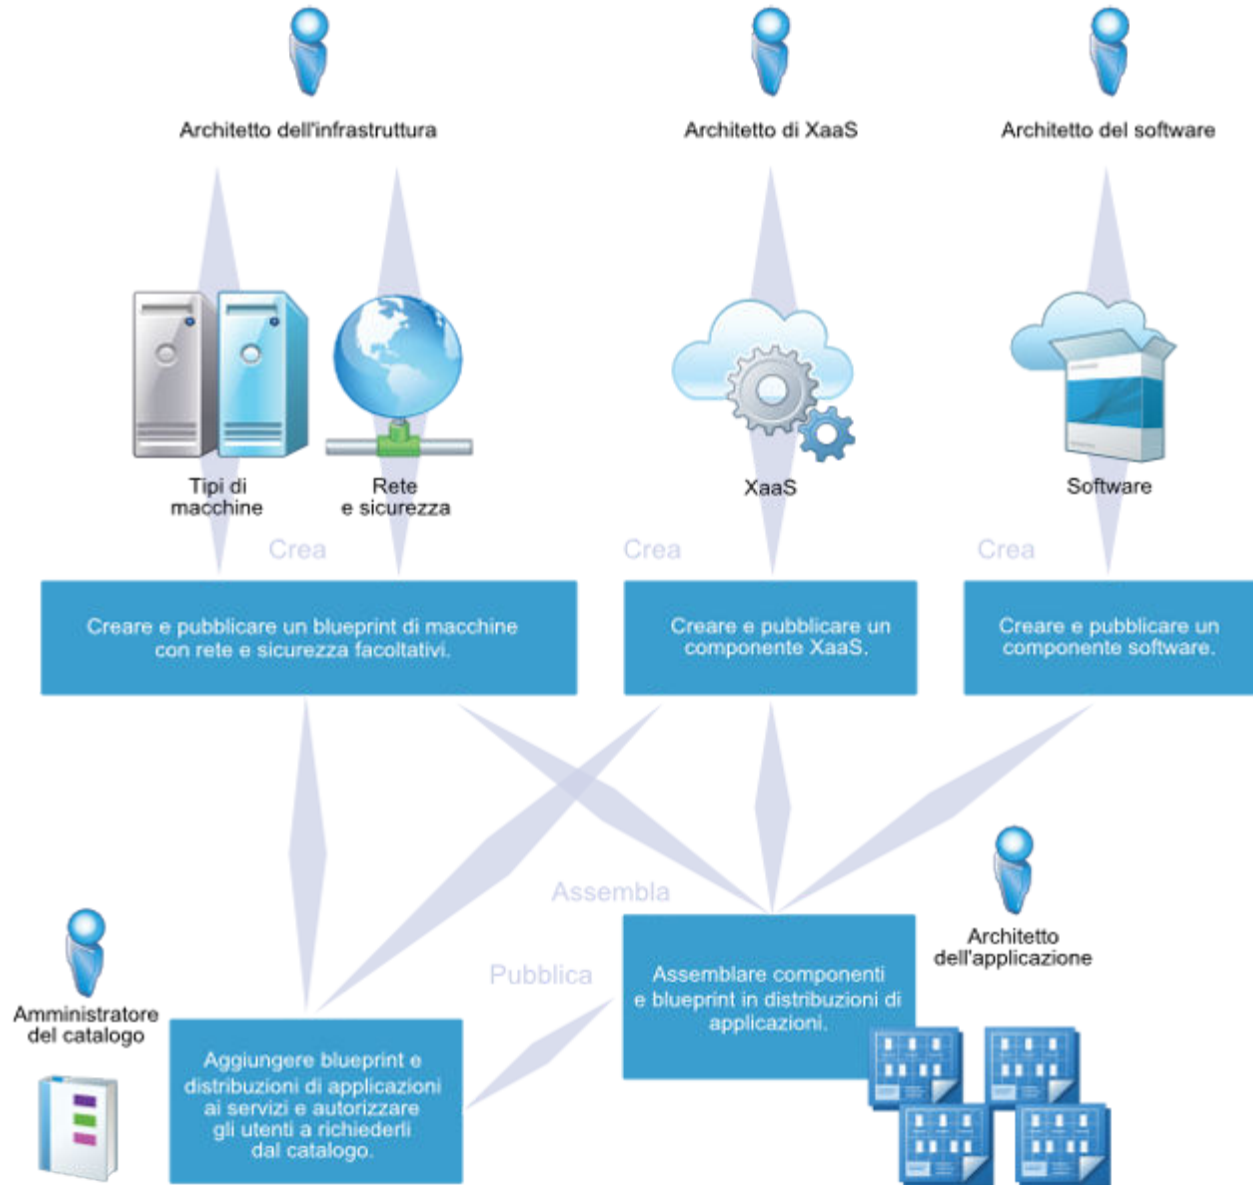 Architetto dell'infrastruttura
Architetto di XaaS
Architetto del software
Tipi di
macchine
Rete
e sicurezza
XaaS
Software
Crea
Crea
Crea
Creare e pubblicare un blueprint di macchine
con rete e sicurezza facoltativi.
Creare e pubblicare un
componente XaaS.
Creare e pubblicare un
componente software.
Assembla
Architetto
dell'applicazione
Pubblica
Assemblare componenti
e blueprint in distribuzioni di
applicazioni.
Amministratore
del catalogo
Aggiungere blueprint e
distribuzioni di applicazioni
ai servizi e autorizzare
gli utenti a richiederli
dal catalogo.